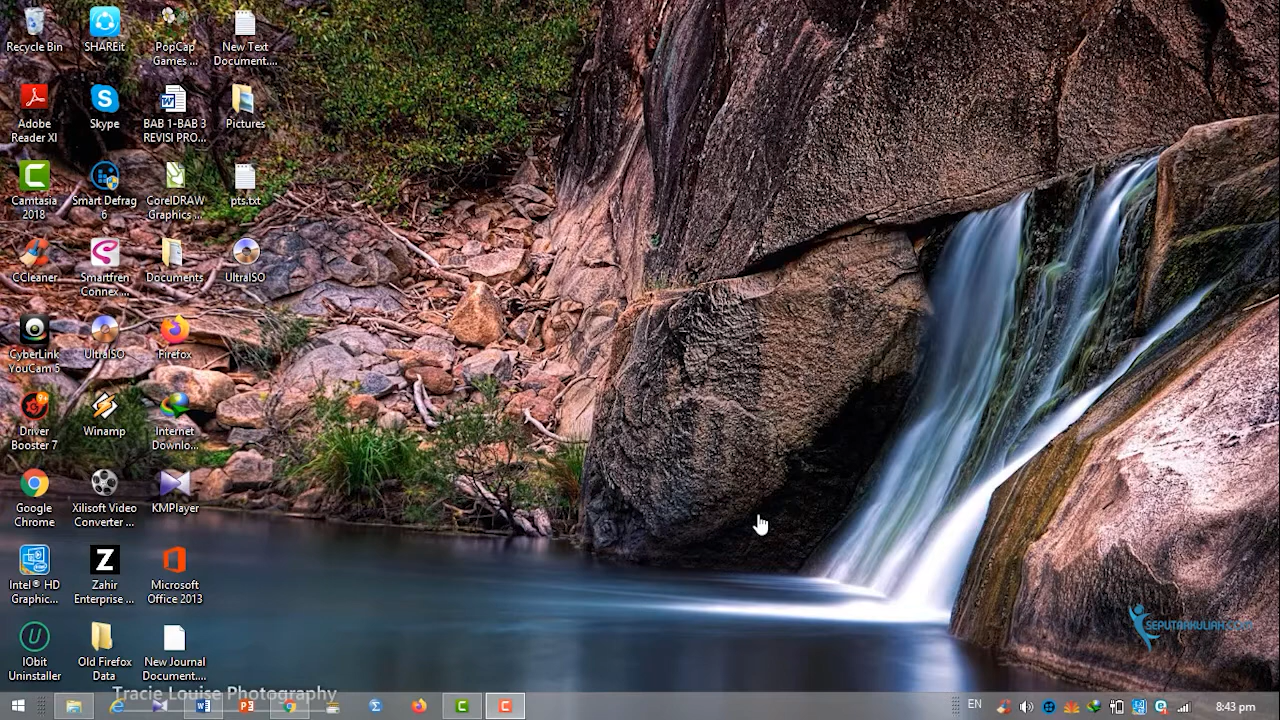 Recycle Bin
SHAREit
PopCap
Games ...
New Text
Document....
Adobe
Reader XI
Skype
BAB 1-BAB 3
REVISI PRO...
Pictures
Camtasia
2018
Smart Defrag
6
CorelDRAW
Graphics ...
pts.txt
CCleaner
Smartfren
Connex ...
Documents
UltraISO
CyberLink
YouCam 5
UltraISO
Firefox
Driver
Booster 7
Winamp
Internet
Downlo...
Google
Chrome
Xilisoft Video
Converter ...
KMPlayer
Intel® HD
Graphic...
Zahir
Enterprise ...
Microsoft
Office 2013
IObit
Uninstaller
Old Firefox
Data
New Journal
Document....
SEPUTARKULIAH.COM
Tracie Louise Photography
EN
8:43 pm